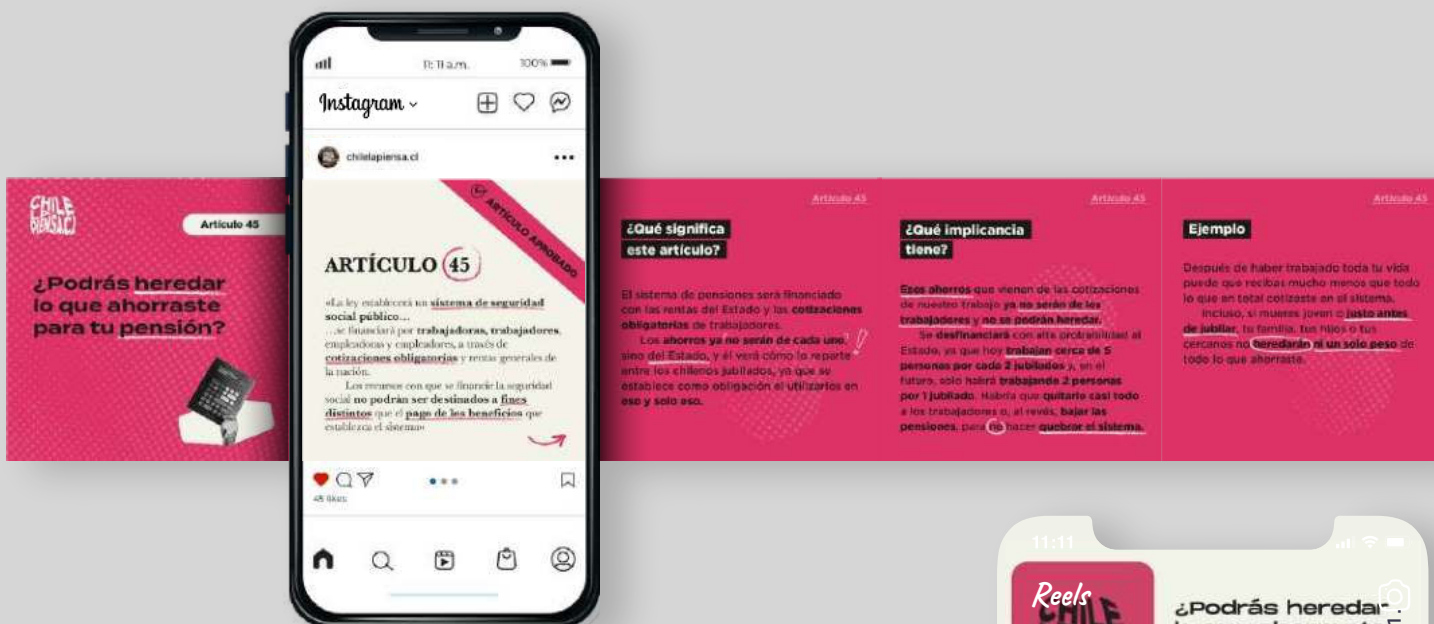 CHILE
PIENSA.CL
Artículo 45
¿Podrás heredar
lo que ahorraste
para tu pensión?
11:11 a.m.
100%
Instagram
chilelapiensa.cl
ARTÍCULO APROBADO
ARTÍCULO 45
«La ley establecerá un sistema de seguridad
social público...
...se financiará por trabajadoras, trabajadores,
empleadoras y empleadores, a través de
cotizaciones obligatorias y rentas generales de
la nación.
Los recursos con que se financie la seguridad
social no podrán ser destinados a fines
distintos que el pago de los beneficios que
establezca el sistema»
45 likes
Artículo 45
¿Qué significa
este artículo?
El sistema de pensiones será financiado
con las rentas del Estado y las cotizaciones
obligatorias de trabajadores.
Los ahorros ya no serán de cada uno,
sino del Estado, y él verá cómo lo reparte
entre los chilenos jubilados, ya que se
establece como obligación el utilizarlos en
eso y solo eso.
Artículo 45
¿Qué implicancia
tiene?
Esos ahorros que vienen de las cotizaciones
de nuestro trabajo ya no serán de los
trabajadores y no se podrán heredar.
Se desfinanciará con alta probabilidad el
Estado, ya que hoy trabajan cerca de 5
personas por cada 2 jubilados y, en el
futuro, solo habrá trabajando 2 personas
por 1 jubilado. Habría que quitarle casi todo
a los trabajadores o, al revés, bajar las
pensiones, para no hacer quebrar el sistema.
Artículo 45
Ejemplo
Después de haber trabajado toda tu vida
puede que recibas mucho menos que todo
lo que en total cotizaste en el sistema.
Incluso, si mueres joven o justo antes
de jubilar, tu familia, tus hijos o tus
cercanos no heredarán ni un solo peso de
todo lo que ahorraste.
11:11
Reels
CHILE
¿Podrás heredar